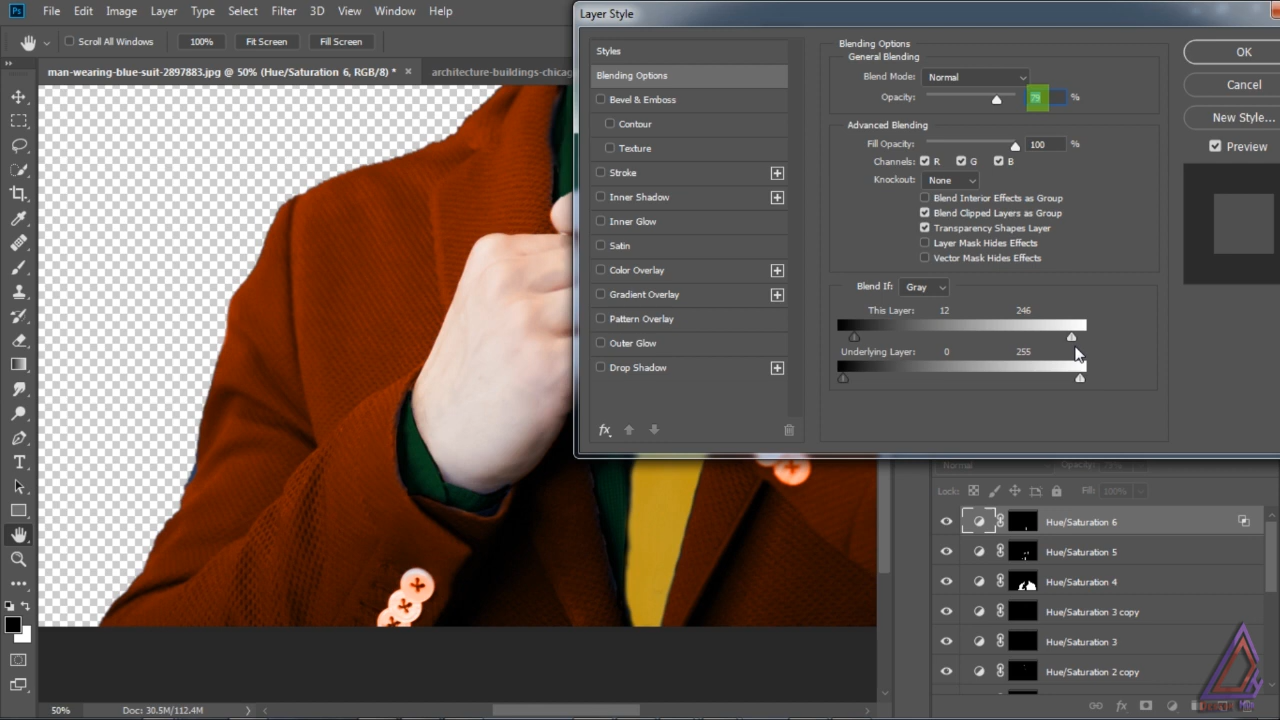 Ps File Edit Image Layer Type Select Filter 3D View Window Help
Layer Style
Scroll All Windows 100% Fit Screen Fill Screen
man-wearing-blue-suit-2897883.jpg @ 50% (Hue/Saturation 6, RGB/8) * ×
architecture-buildings-chicag
Styles
Blending Options
Bevel & Emboss
Contour
Texture
Stroke
Inner Shadow
Inner Glow
Satin
Color Overlay
Gradient Overlay
Pattern Overlay
Outer Glow
Drop Shadow
fx
Blending Options
General Blending
Blend Mode: Normal
Opacity: 79 %
Advanced Blending
Fill Opacity: 100 %
Channels: R G B
Knockout: None
Blend Interior Effects as Group
Blend Clipped Layers as Group
Transparency Shapes Layer
Layer Mask Hides Effects
Vector Mask Hides Effects
Blend If: Gray
This Layer: 12 246
Underlying Layer: 0 255
OK
Cancel
New Style...
Preview
Normal Opacity:
Lock: Fill: 100%
Hue/Saturation 6
Hue/Saturation 5
Hue/Saturation 4
Hue/Saturation 3 copy
Hue/Saturation 3
Hue/Saturation 2 copy
fx
50% Doc: 30.5M/112.4M